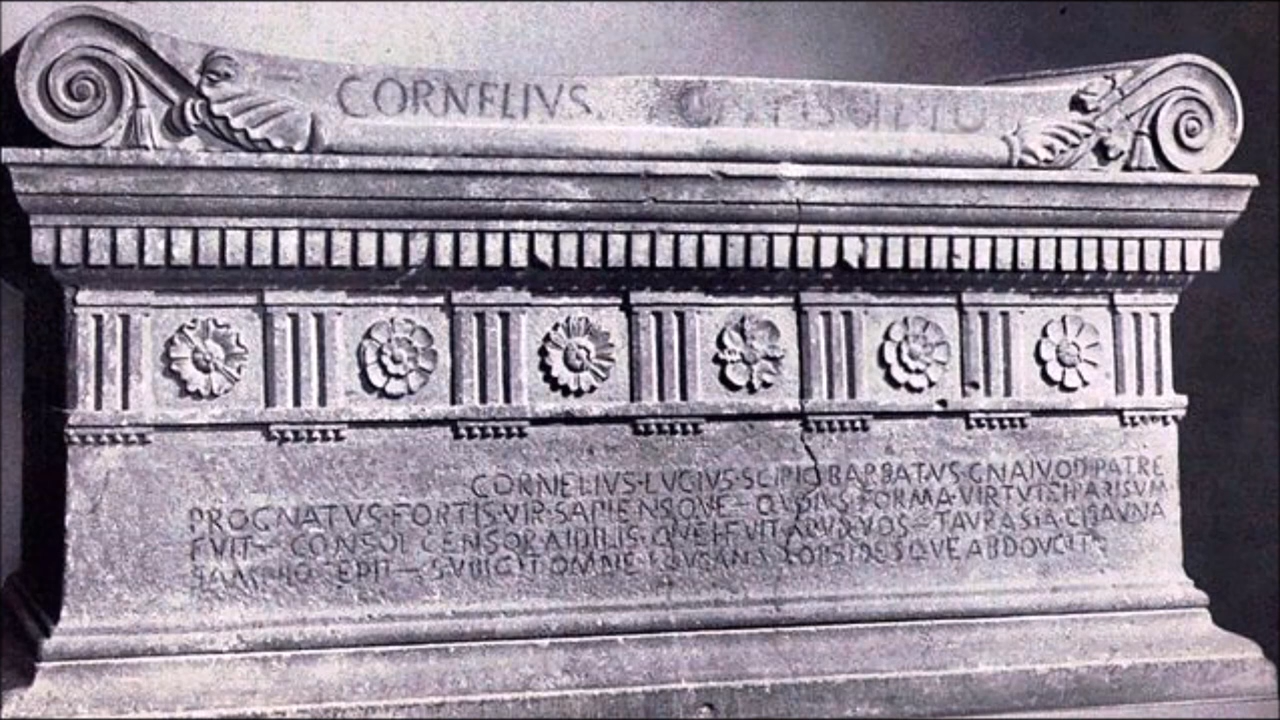 CORNELIVS
CORNELIVS·LVCIVS·SCIPIO·BARBATVS·GNAIVOD·PATRE
PROGNATVS·FORTIS·VIR·SAPIENSQVE—QVOIVS·FORMA·VIRTVTEI·PARISVMA
FVIT—CONSOL CENSOR·AIDILIS·QVEI·FVIT·APVD·VOS—TAVRASIA·CISAVNA
SAMNIO·CEPIT—SVBIGIT·OMNE·LOVCANA·OPSIDESQVE·ABDOVCIT